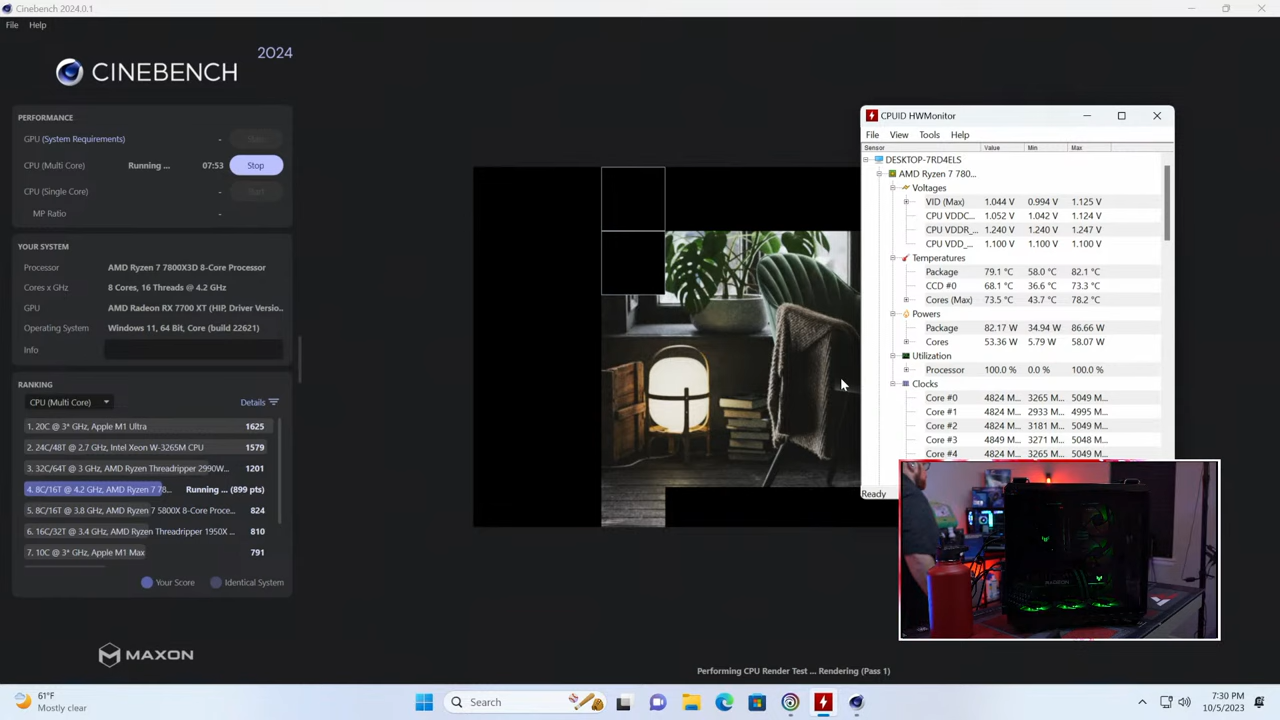 Cinebench 2024.0.1
File Help
CINEBENCH 2024
PERFORMANCE
GPU (System Requirements) - Start
CPU (Multi Core) Running ... 07:53 Stop
CPU (Single Core) - Start
MP Ratio -
YOUR SYSTEM
Processor AMD Ryzen 7 7800X3D 8-Core Processor
Cores x GHz 8 Cores, 16 Threads @ 4.2 GHz
GPU AMD Radeon RX 7700 XT (HIP, Driver Versio..
Operating System Windows 11, 64 Bit, Core (build 22621)
Info
RANKING
CPU (Multi Core) Details
1. 20C @ 3* GHz, Apple M1 Ultra 1625
2. 24C/48T @ 2.7 GHz, Intel Xeon W-3265M CPU 1579
3. 32C/64T @ 3 GHz, AMD Ryzen Threadripper 2990W... 1201
4. 8C/16T @ 4.2 GHz, AMD Ryzen 7 78... Running ... (899 pts)
5. 8C/16T @ 3.8 GHz, AMD Ryzen 7 5800X 8-Core Proce... 824
6. 16C/32T @ 3.4 GHz, AMD Ryzen Threadripper 1950X ... 810
7. 10C @ 3* GHz, Apple M1 Max 791
Your Score Identical System
MAXON
Performing CPU Render Test ... Rendering (Pass 1)
CPUID HWMonitor
File View Tools Help
Sensor Value Min Max
DESKTOP-7RD4ELS
AMD Ryzen 7 780...
Voltages
VID (Max) 1.044 V 0.994 V 1.125 V
CPU VDDC... 1.052 V 1.042 V 1.124 V
CPU VDDR_... 1.240 V 1.240 V 1.247 V
CPU VDD_... 1.100 V 1.100 V 1.100 V
Temperatures
Package 79.1 °C 58.0 °C 82.1 °C
CCD #0 68.1 °C 36.6 °C 73.3 °C
Cores (Max) 73.5 °C 43.7 °C 78.2 °C
Powers
Package 82.17 W 34.94 W 86.66 W
Cores 53.36 W 5.79 W 58.07 W
Utilization
Processor 100.0 % 0.0 % 100.0 %
Clocks
Core #0 4824 M... 3265 M... 5049 M...
Core #1 4824 M... 2933 M... 4995 M...
Core #2 4824 M... 3181 M... 5049 M...
Core #3 4849 M... 3271 M... 5048 M...
Core #4 4824 M... 3265 M... 5049 M...
Ready
RADEON
61°F
Mostly clear
Search
7:30 PM
10/5/2023